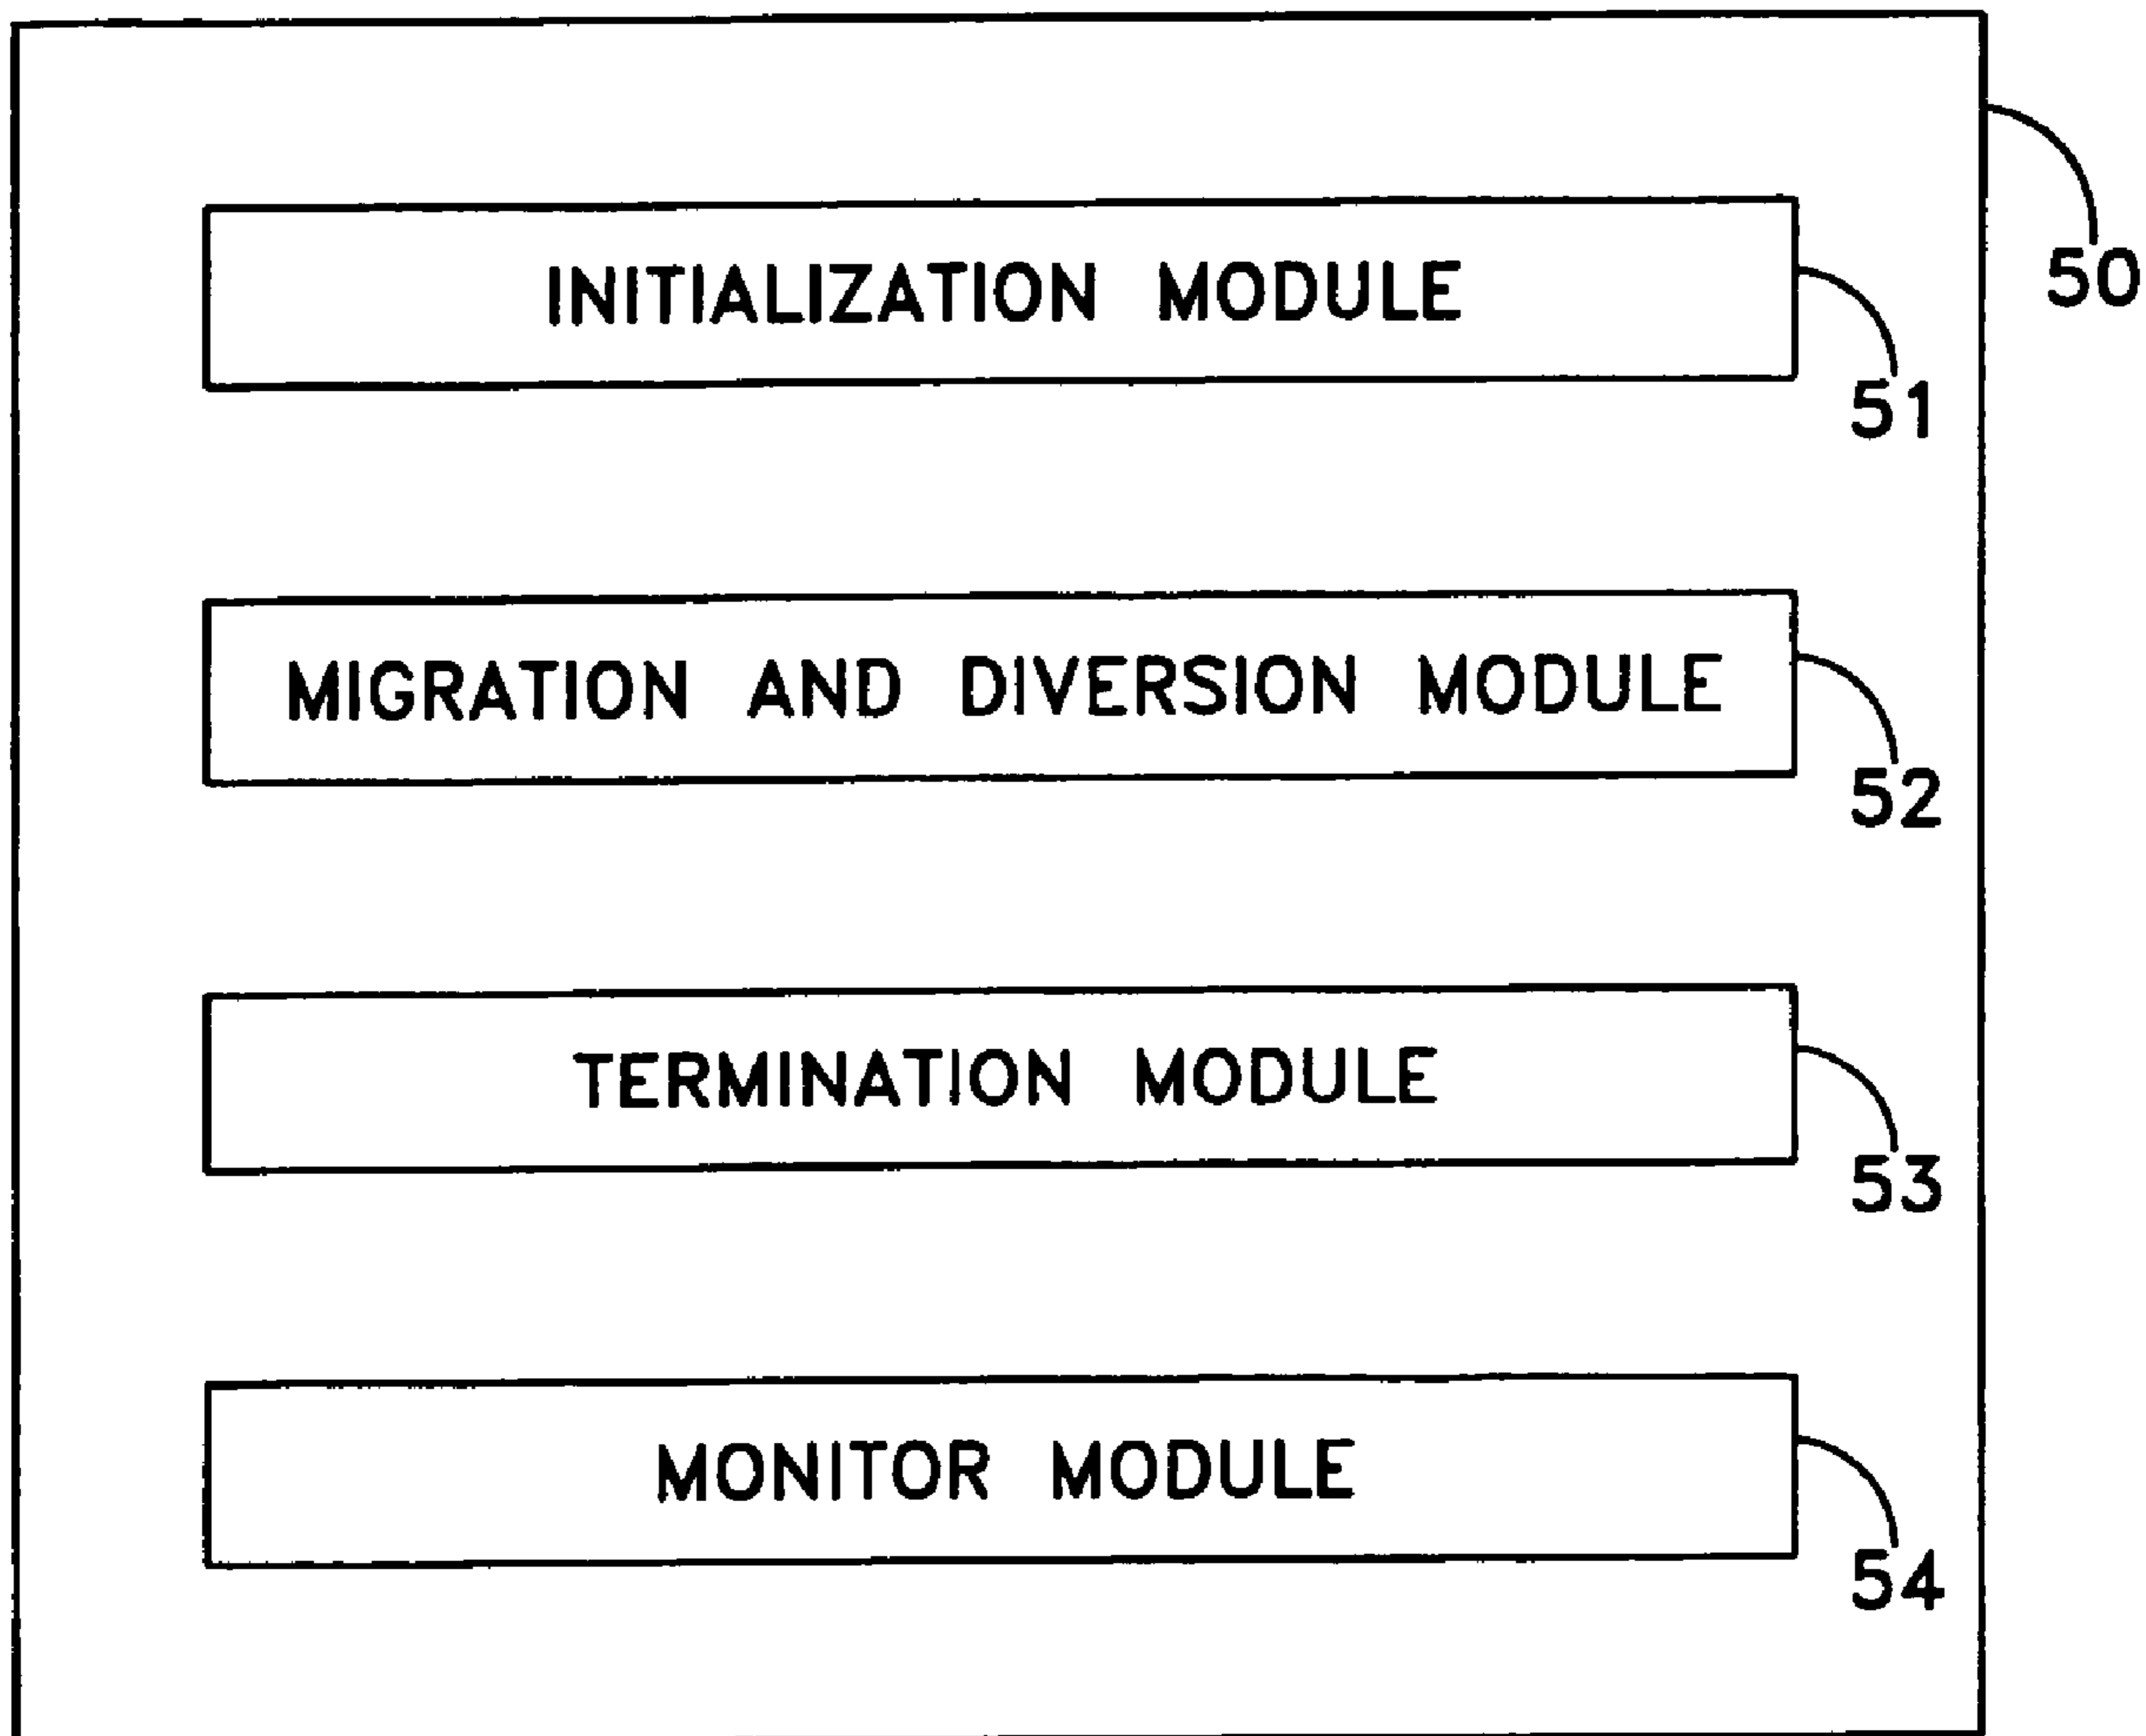 50
INITIALIZATION MODULE
51
MIGRATION AND DIVERSION MODULE
52
TERMINATION MODULE
53
MONITOR MODULE
54